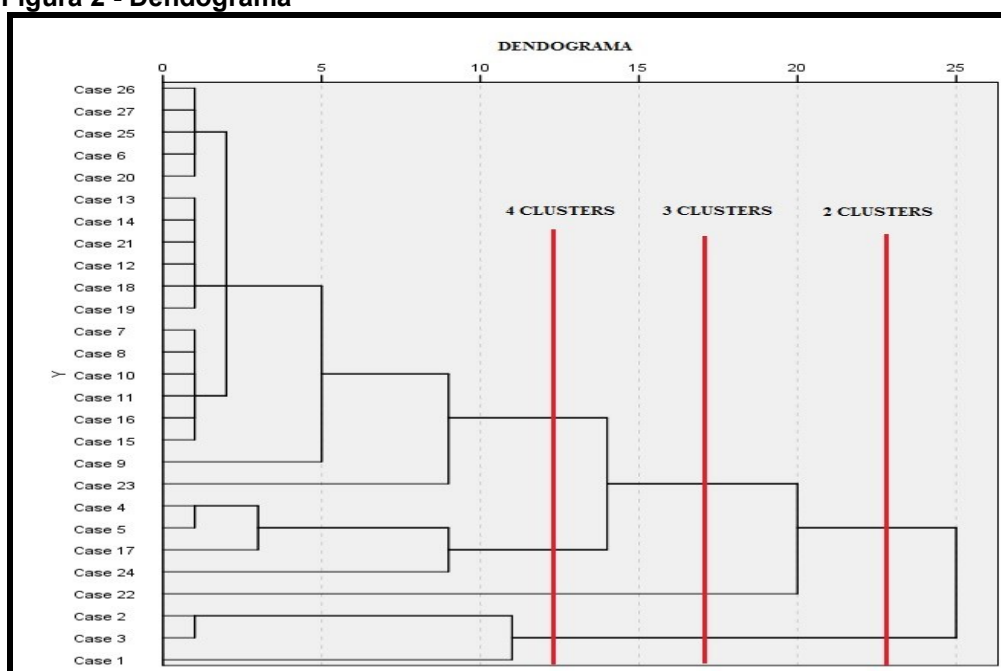 Figura 2 - Dendograma
DENDOGRAMA
0 5 10 15 20 25
Case 26
Case 27
Case 25
Case 6
Case 20
Case 13
Case 14
4 CLUSTERS 3 CLUSTERS 2 CLUSTERS
Case 21
Case 12
Case 18
Case 19
Case 7
Case 8
Y Case 10
Case 11
Case 16
Case 15
Case 9
Case 23
Case 4
Case 5
Case 17
Case 24
Case 22
Case 2
Case 3
Case 1